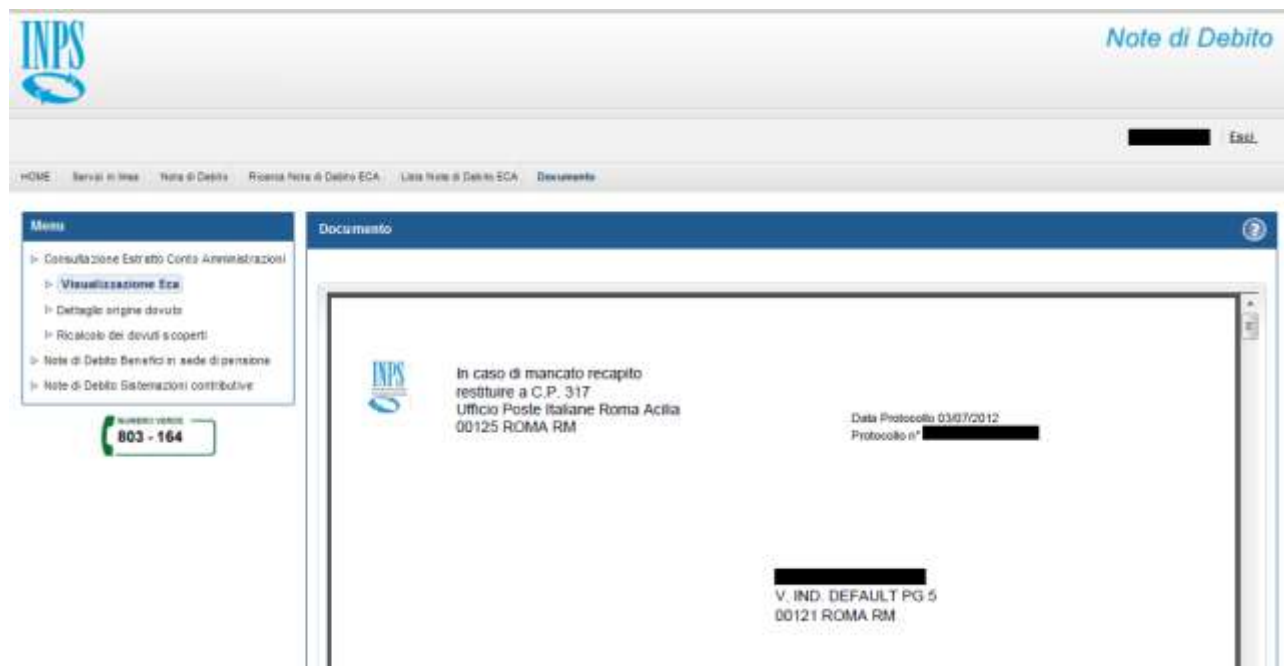 INPS
Note di Debito
Esci.
HOME Servizi in linea Note di Debito Ricerca Note di Debito ECA Lista Note di Debito ECA Documento
Menu
Consultazione Estratto Conto Amministrazioni
Visualizzazione Eca
Dettaglio origine dovuto
Ricalcolo dei dovuti scoperti
Note di Debito Benefici in sede di pensione
Note di Debito Sistemazioni contributive
NUMERO VERDE
803 - 164
Documento
?
INPS
In caso di mancato recapito
restituire a C.P. 317
Ufficio Poste Italiane Roma Acilia
00125 ROMA RM
Data Protocollo 03/07/2012
Protocollo n°
V. IND. DEFAULT PG 5
00121 ROMA RM